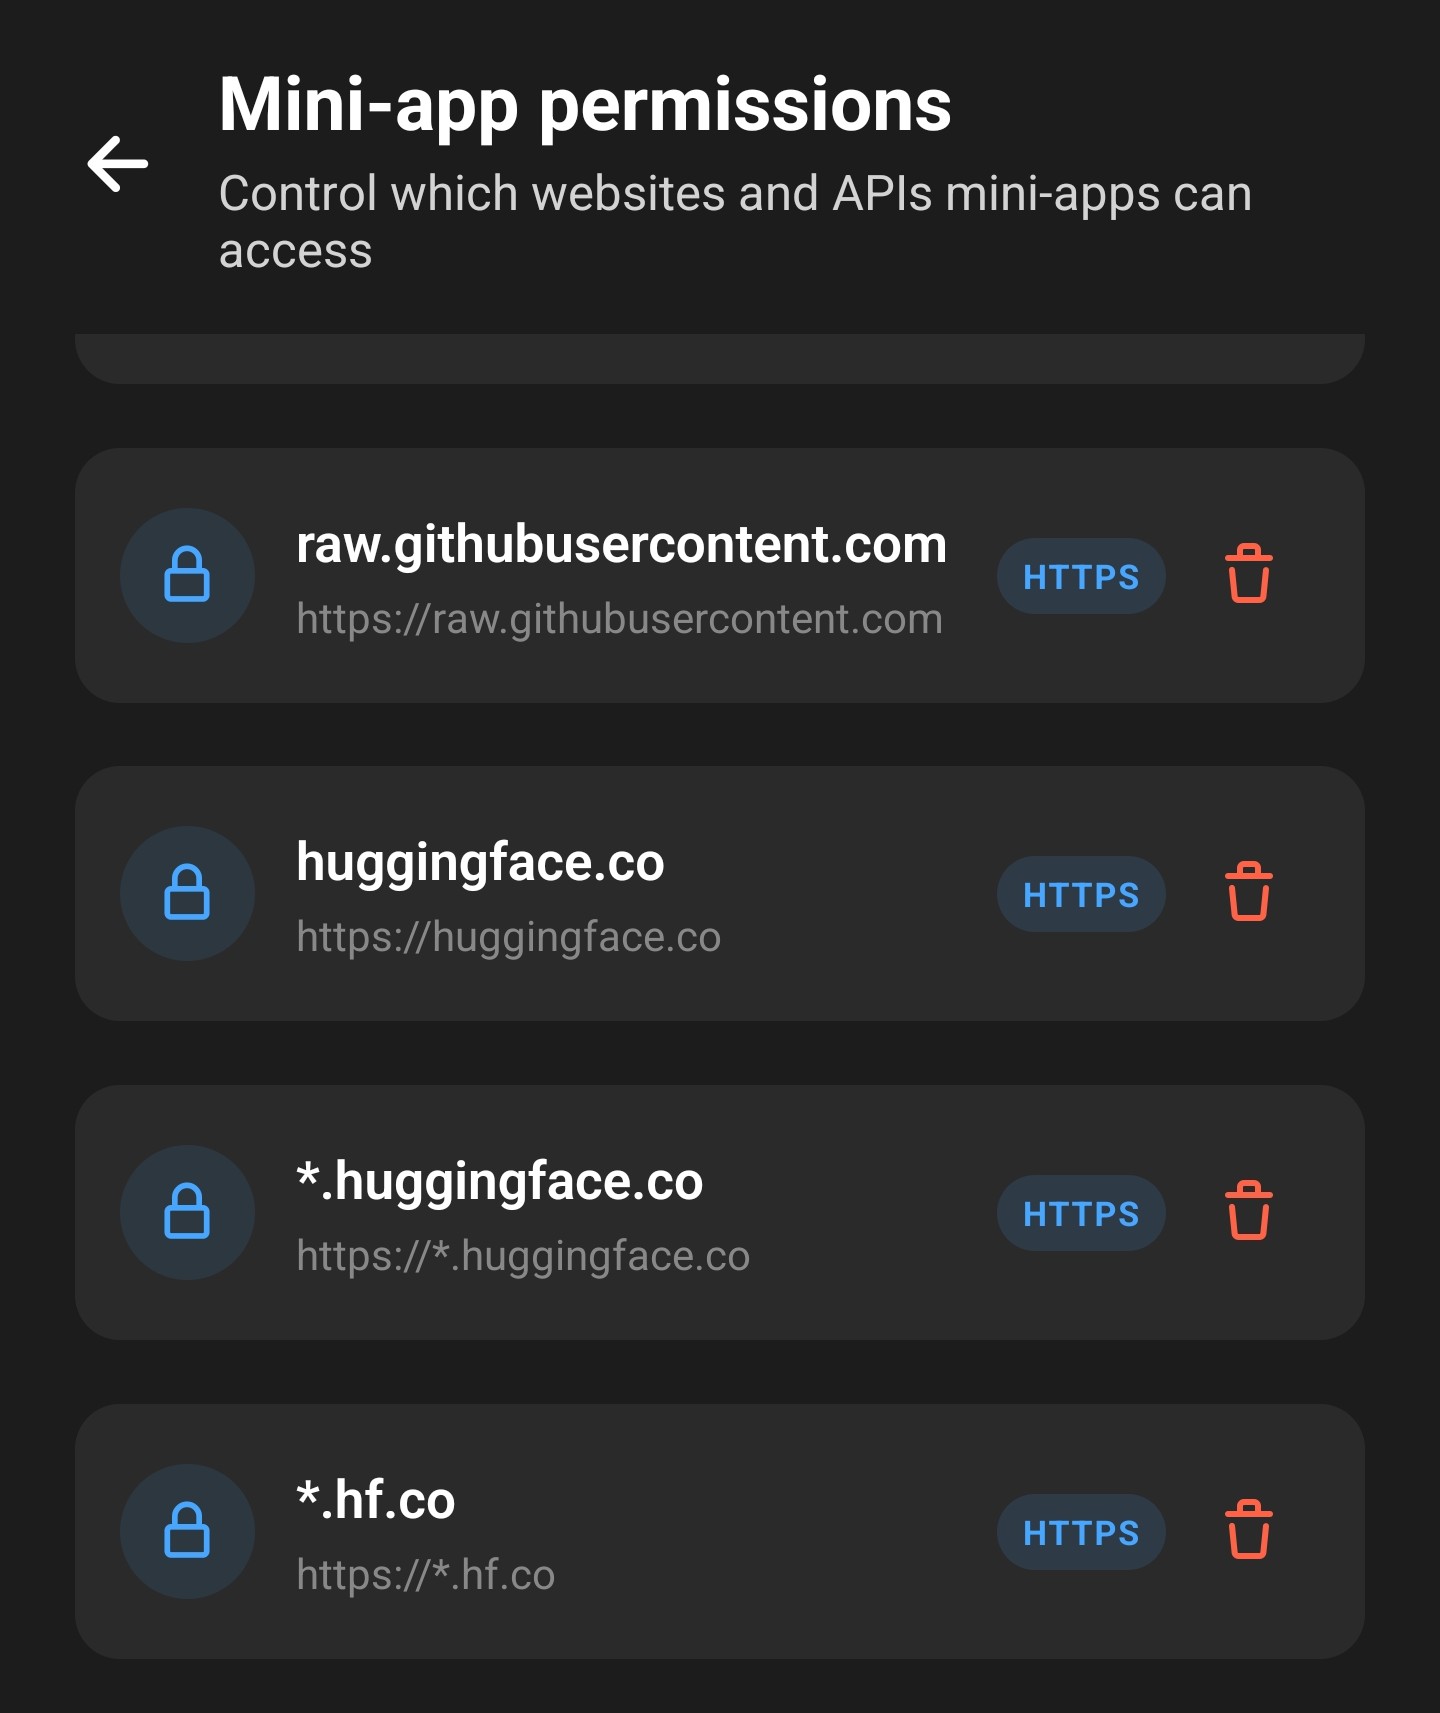 Mini-app permissions
Control which websites and APIs mini-apps can
access
raw.githubusercontent.com
https://raw.githubusercontent.com
HTTPS
huggingface.co
https://huggingface.co
HTTPS
*.huggingface.co
https://*.huggingface.co
HTTPS
*.hf.co
https://*.hf.co
HTTPS